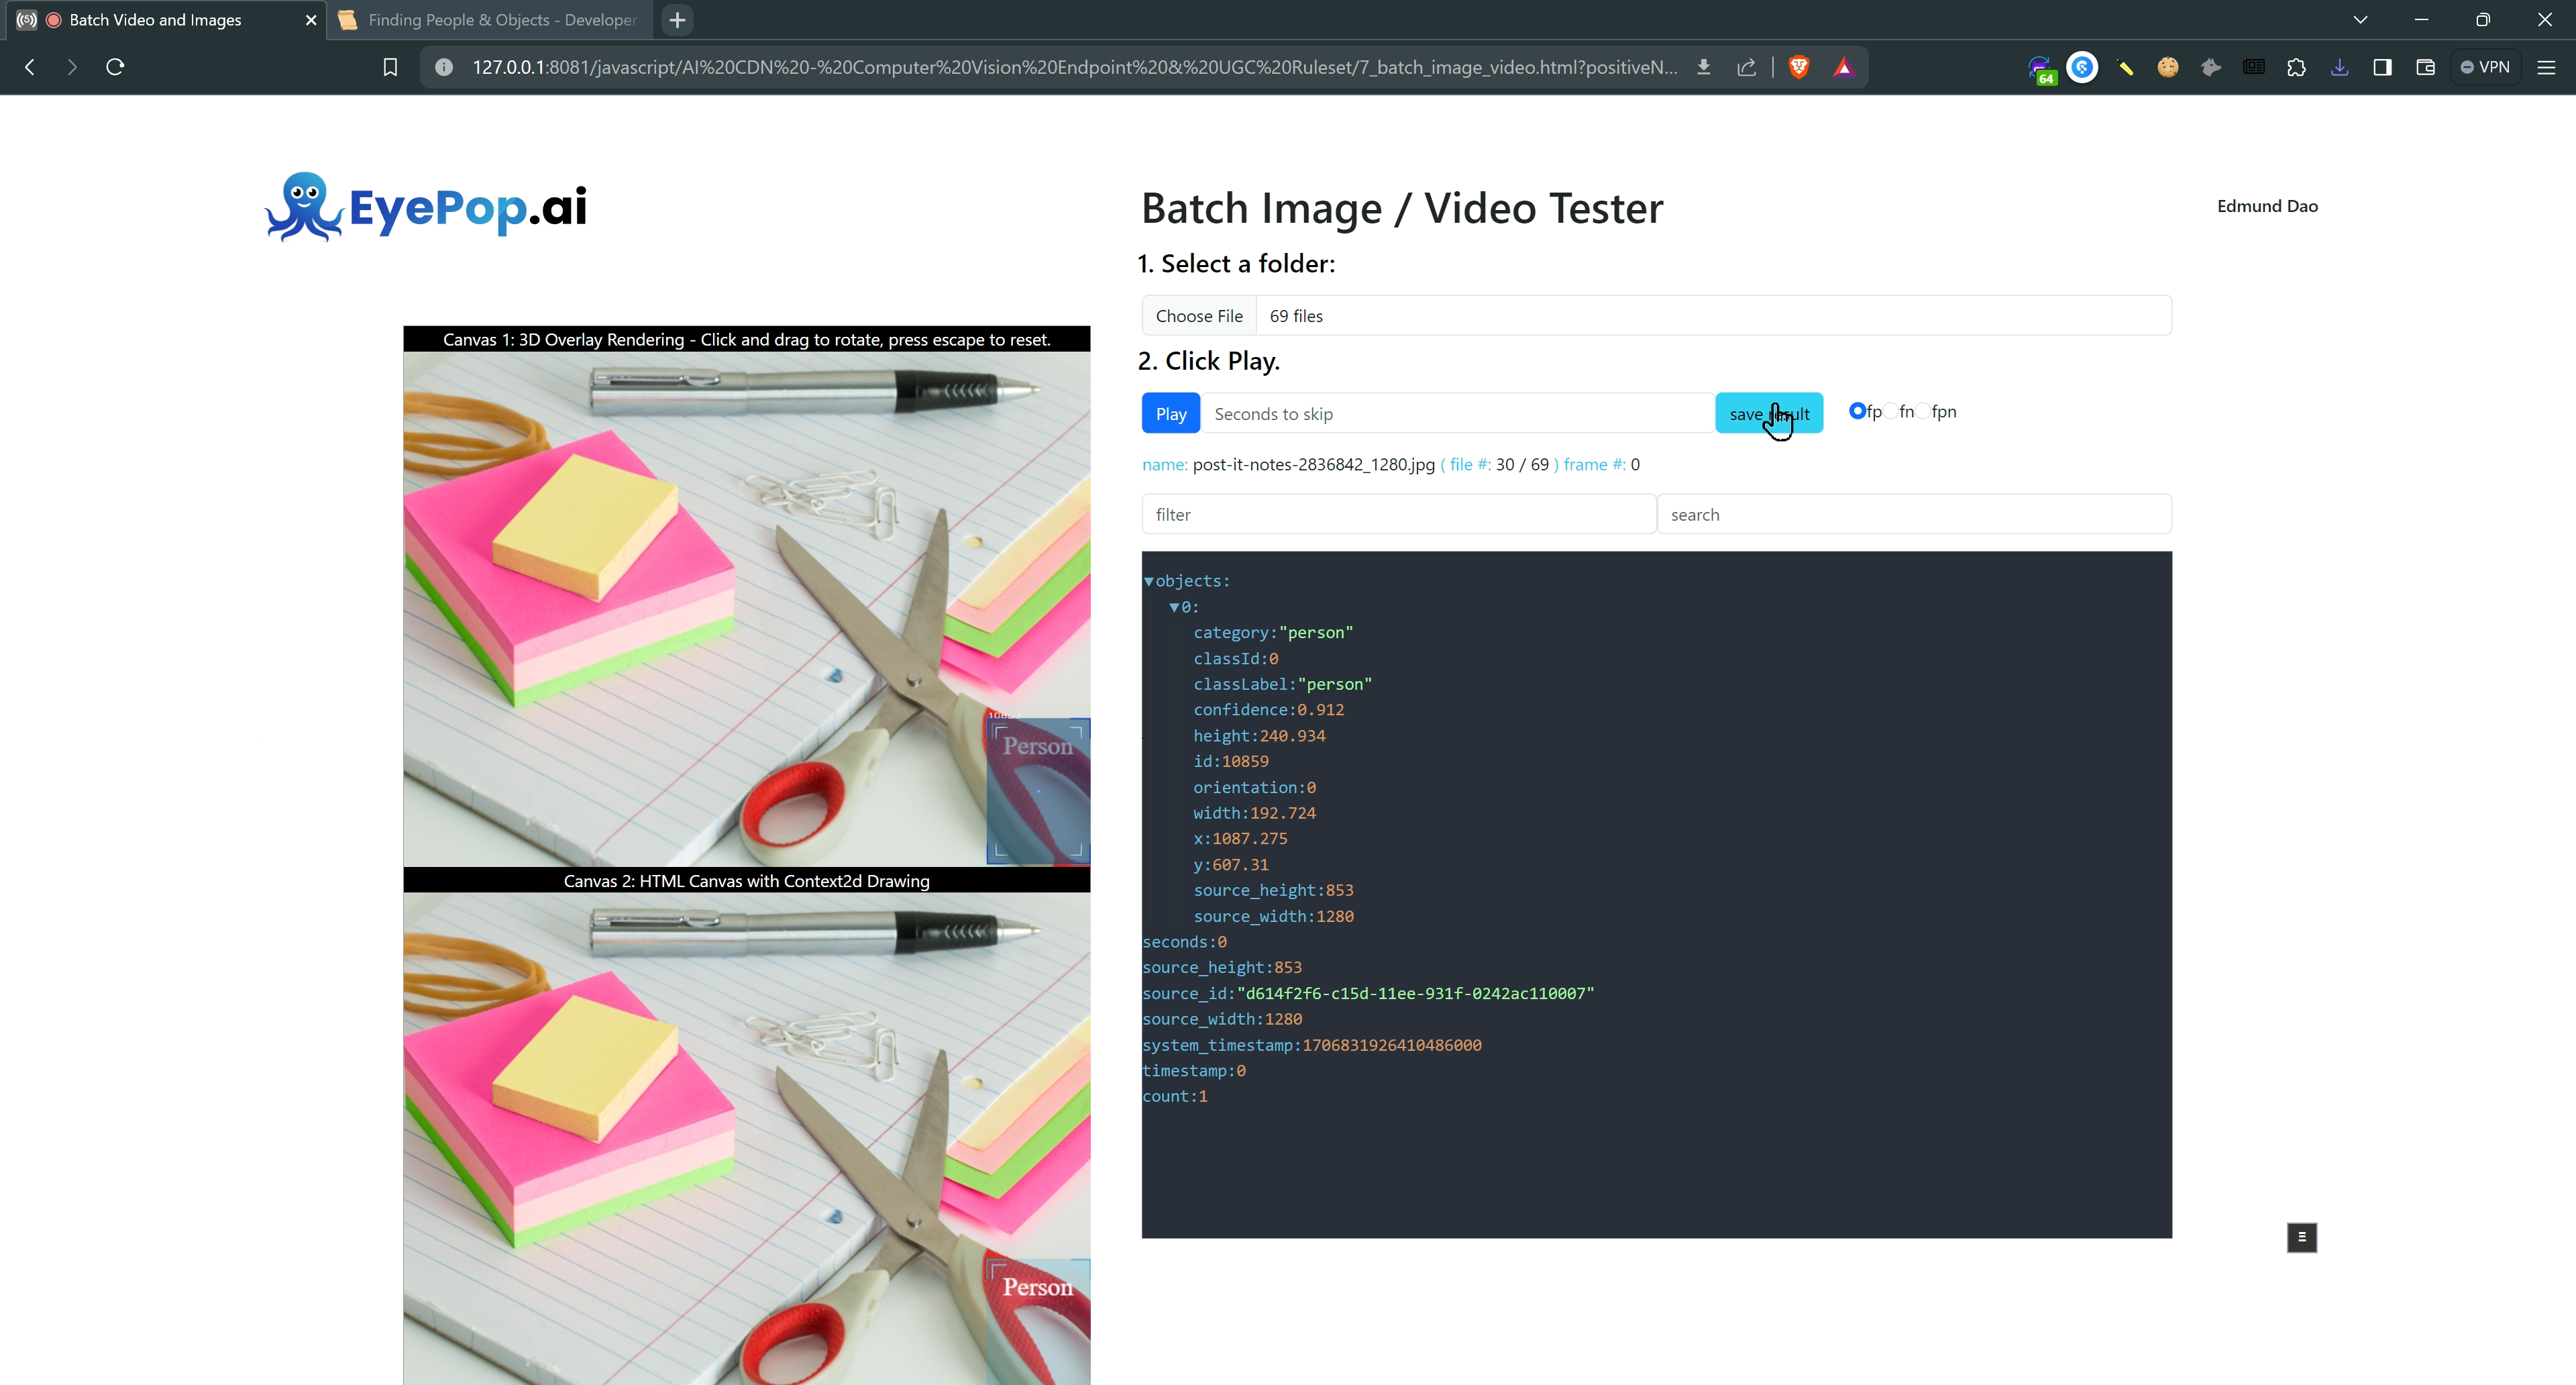 Batch Video and Images
Finding People & Objects - Developer
127.0.0.1:8081/javascript/AI%20CDN%20-%20Computer%20Vision%20Endpoint%20&%20UGC%20Ruleset/7_batch_image_video.html?positiveN...
64
VPN
EyePop.ai
Batch Image / Video Tester
Edmund Dao
1. Select a folder:
Choose File 69 files
2. Click Play.
Play Seconds to skip save result fp fn fpn
name: post-it-notes-2836842_1280.jpg ( file #: 30 / 69 ) frame #: 0
filter search
Canvas 1: 3D Overlay Rendering - Click and drag to rotate, press escape to reset.
Person
Canvas 2: HTML Canvas with Context2d Drawing
Person
▼objects:
▼0:
category:"person"
classId:0
classLabel:"person"
confidence:0.912
height:240.934
id:10859
orientation:0
width:192.724
x:1087.275
y:607.31
source_height:853
source_width:1280
seconds:0
source_height:853
source_id:"d614f2f6-c15d-11ee-931f-0242ac110007"
source_width:1280
system_timestamp:1706831926410486000
timestamp:0
count:1